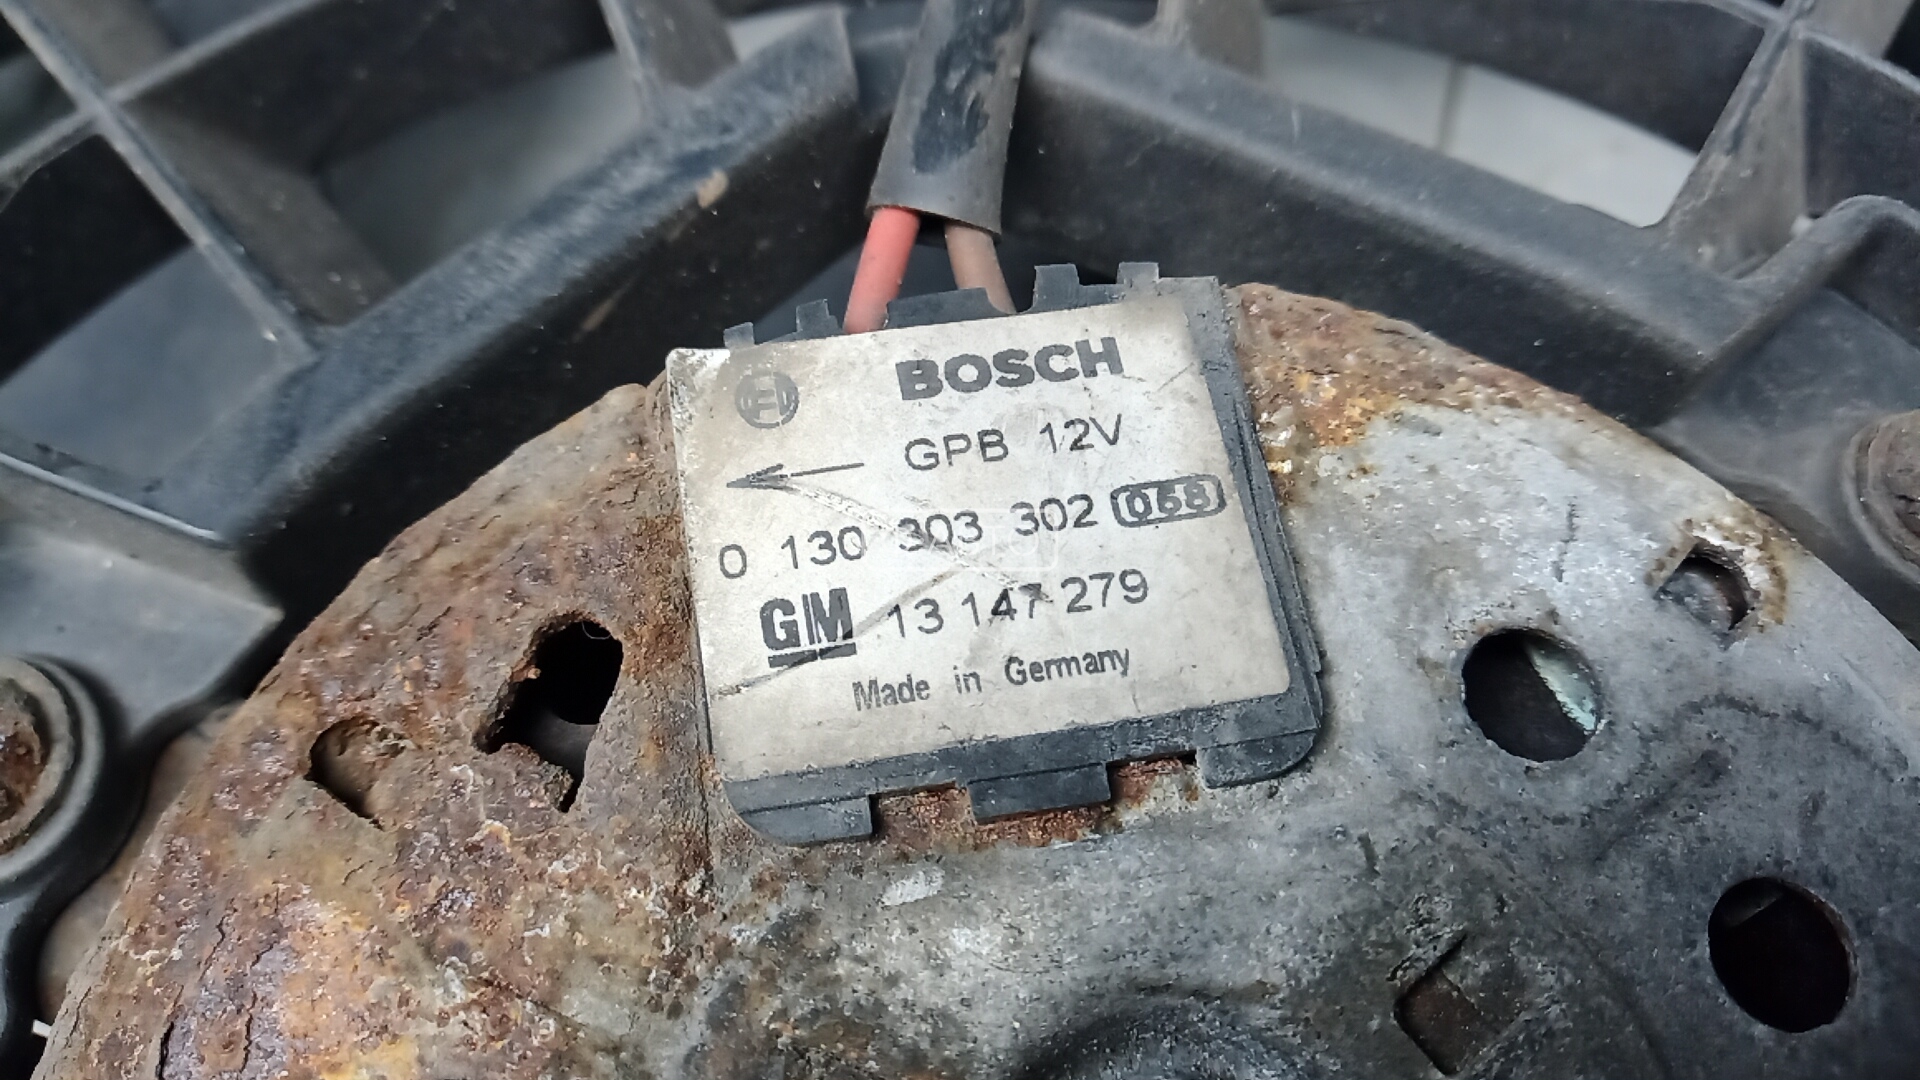 BOSCH
GPB 12V
0 130 303 302 068
GM 13 147 279
Made in Germany